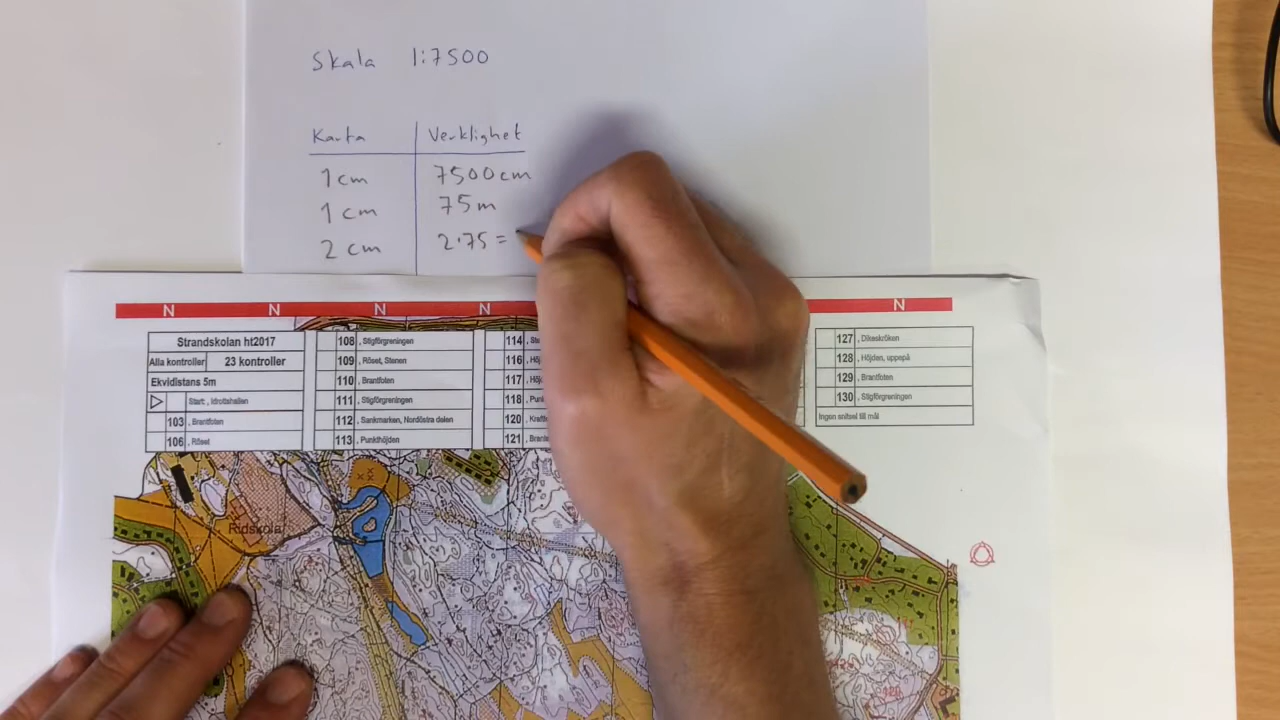 Skala 1:7500
Karta Verklighet
1 cm 7500 cm
1 cm 75 m
2 cm 2·75 =
N N N N N
Strandskolan ht2017
Alla kontroller 23 kontroller
Ekvidistans 5m
Start , Idrottshallen
103 , Brantfoten
106 , Röset
108 , Stigförgreningen
109 , Röset, Stenen
110 , Brantfoten
111 , Stigförgreningen
112 , Sankmarken, Nordöstra delen
113 , Punkthöjden
114
116
117
118
120
121
127 , Dikeskröken
128 , Höjden, uppepå
129 , Brantfoten
130 , Stigförgreningen
Ingen snitsel till mål
Ridskola